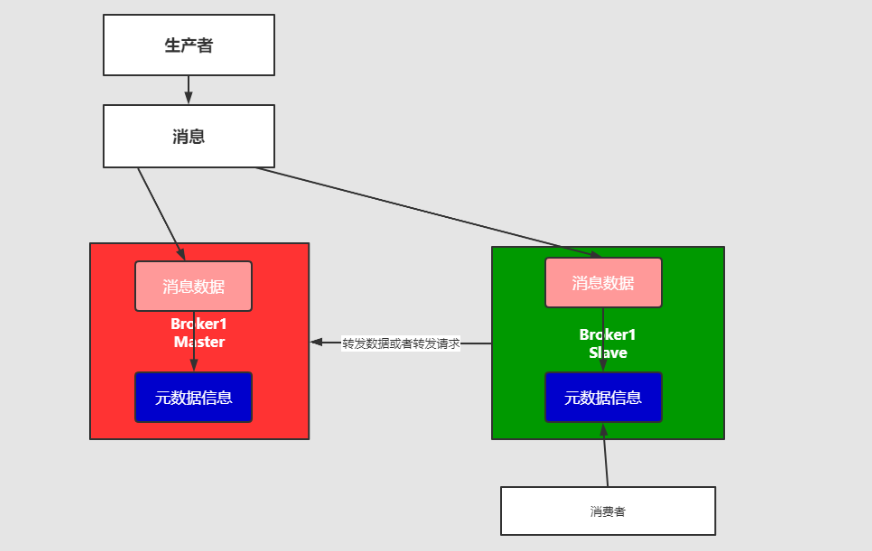 生产者
消息
消息数据
消息数据
Broker1
Master
转发数据或者转发请求
Broker1
Slave
元数据信息
元数据信息
消费者